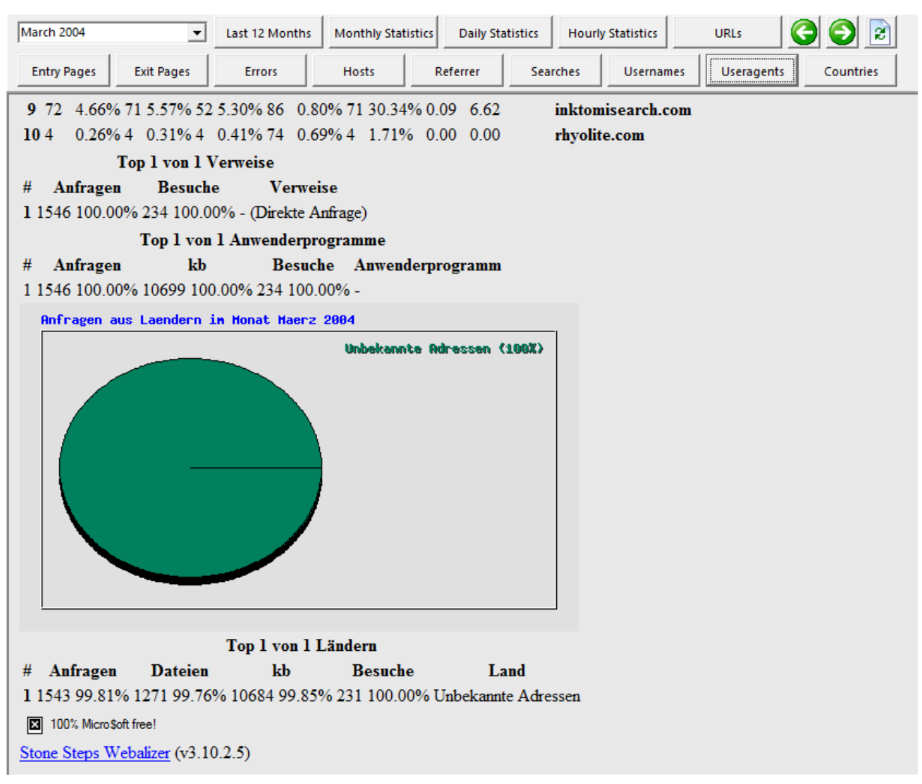 March 2004 Last 12 Months Monthly Statistics Daily Statistics Hourly Statistics URLs
Entry Pages Exit Pages Errors Hosts Referrer Searches Usernames Useragents Countries
9 72 4.66% 71 5.57% 52 5.30% 86 0.80% 71 30.34% 0.09 6.62 inktomisearch.com
10 4 0.26% 4 0.31% 4 0.41% 74 0.69% 4 1.71% 0.00 0.00 rhyolite.com
Top 1 von 1 Verweise
# Anfragen Besuche Verweise
1 1546 100.00% 234 100.00% - (Direkte Anfrage)
Top 1 von 1 Anwenderprogramme
# Anfragen kb Besuche Anwenderprogramm
1 1546 100.00% 10699 100.00% 234 100.00% -
Anfragen aus Laendern im Monat Maerz 2004
Unbekannte Adressen (100%)
Top 1 von 1 Ländern
# Anfragen Dateien kb Besuche Land
1 1543 99.81% 1271 99.76% 10684 99.85% 231 100.00% Unbekannte Adressen
100% Micro$oft free!
Stone Steps Webalizer (v3.10.2.5)